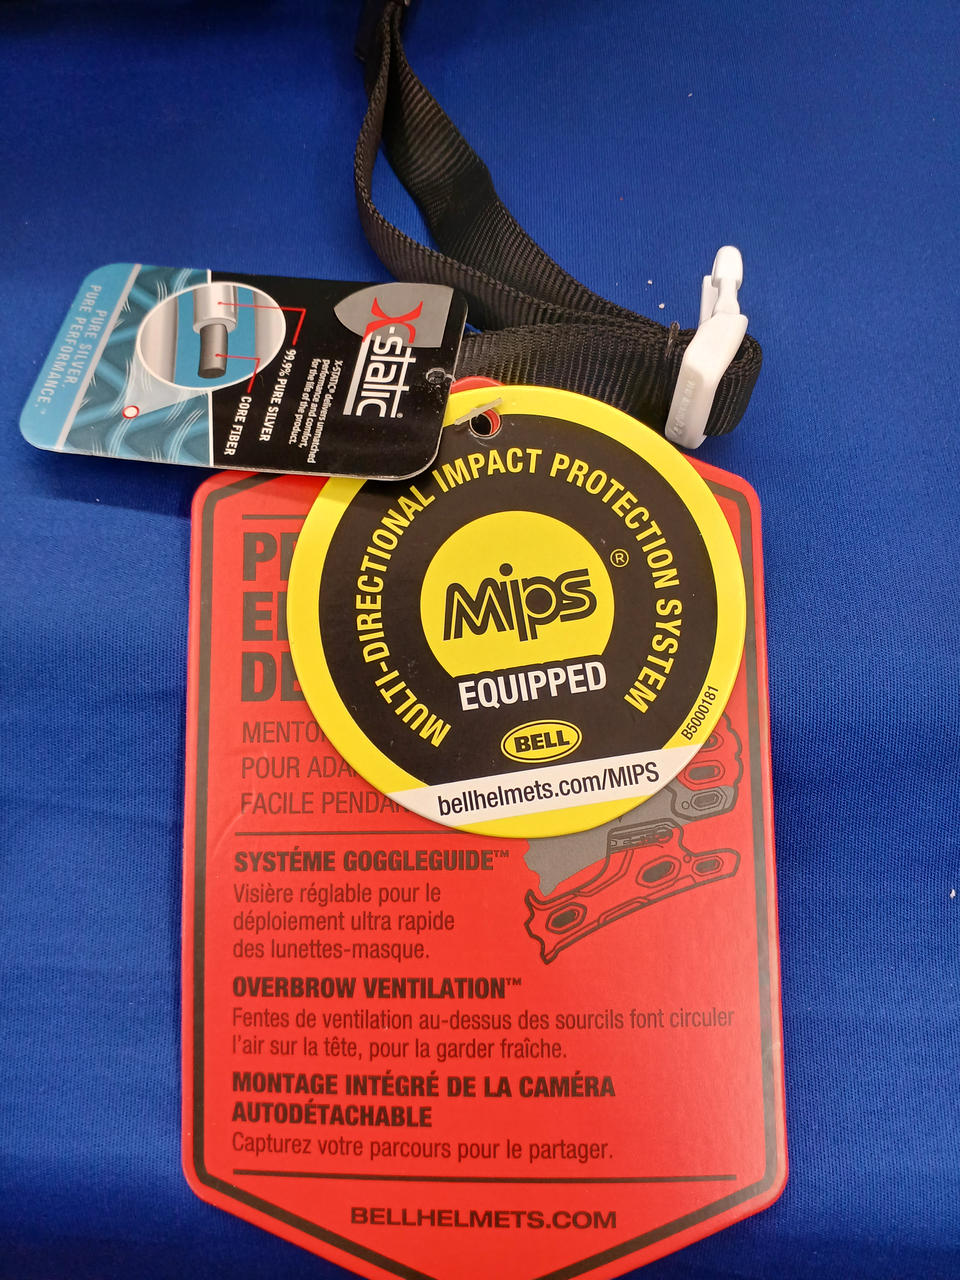 X-static®
X-STATIC® delivers unmatched
performance and comfort,
for the life of the product.
99.9% PURE SILVER
CORE FIBER
PURE SILVER.
PURE PERFORMANCE.™
MULTI-DIRECTIONAL IMPACT PROTECTION SYSTEM
Mips®
EQUIPPED
BELL
bellhelmets.com/MIPS
B5000181
POUR
FACILE
SYSTÉME GOGGLEGUIDE™
Visière réglable pour le
déploiement ultra rapide
des lunettes-masque.
OVERBROW VENTILATION™
Fentes de ventilation au-dessus des sourcils font circuler
l'air sur la tête, pour la garder fraîche.
MONTAGE INTÉGRÉ DE LA CAMÉRA
AUTODÉTACHABLE
Capturez votre parcours pour le partager.
BELLHELMETS.COM